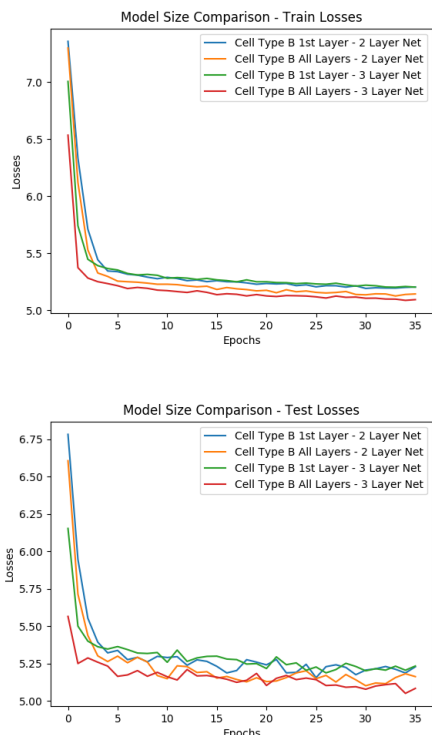 Model Size Comparison - Train Losses
Cell Type B 1st Layer - 2 Layer Net
Cell Type B All Layers - 2 Layer Net
Cell Type B 1st Layer - 3 Layer Net
Cell Type B All Layers - 3 Layer Net
7.0
6.5
6.0
5.5
5.0
Losses
0 5 10 15 20 25 30 35
Epochs
Model Size Comparison - Test Losses
Cell Type B 1st Layer - 2 Layer Net
Cell Type B All Layers - 2 Layer Net
Cell Type B 1st Layer - 3 Layer Net
Cell Type B All Layers - 3 Layer Net
6.75
6.50
6.25
6.00
5.75
5.50
5.25
5.00
Losses
0 5 10 15 20 25 30 35
Epochs